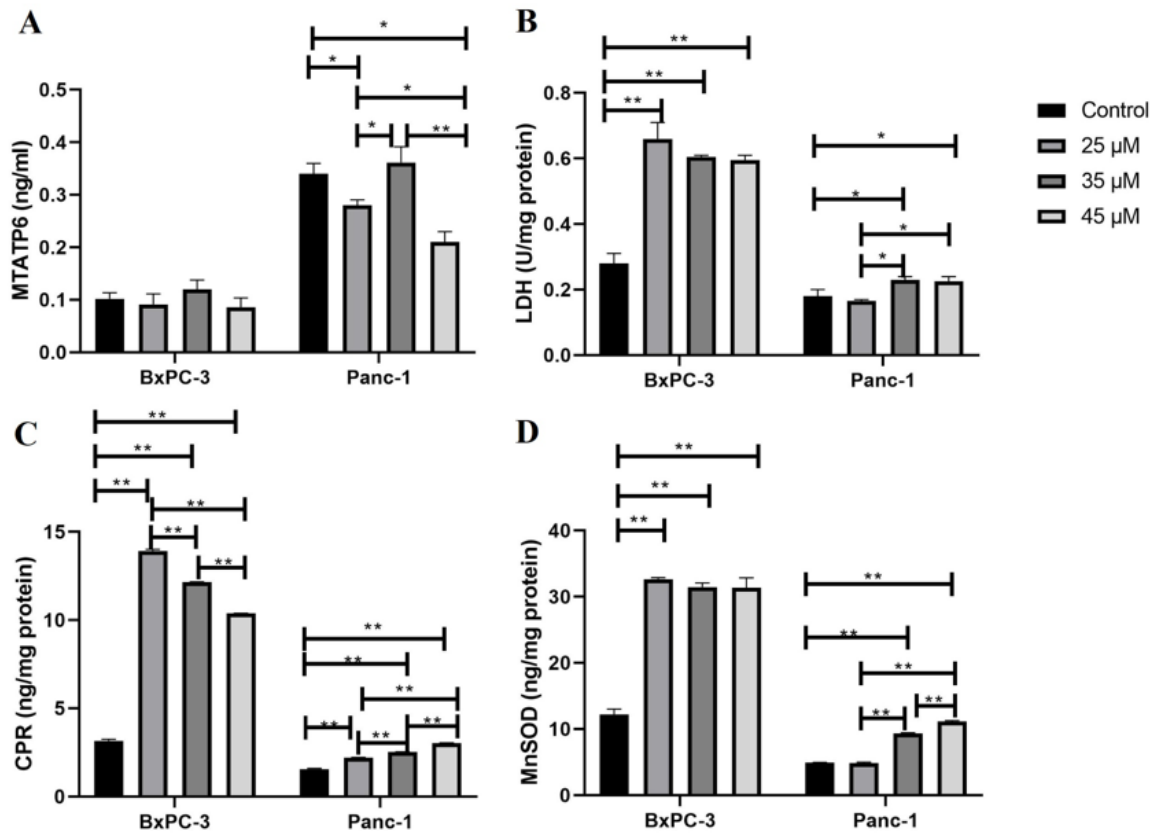 A
MTATP6 (ng/ml)
0.5
0.4
0.3
0.2
0.1
0.0
*
*
*
*
**
BxPC-3
Panc-1
B
LDH (U/mg protein)
0.8
0.6
0.4
0.2
0.0
**
**
**
*
*
*
*
BxPC-3
Panc-1
Control
25 μM
35 μM
45 μM
C
CPR (ng/mg protein)
15
10
5
0
**
**
**
**
**
**
**
**
**
**
**
**
BxPC-3
Panc-1
D
MnSOD (ng/mg protein)
40
30
20
10
0
**
**
**
**
**
**
**
**
BxPC-3
Panc-1